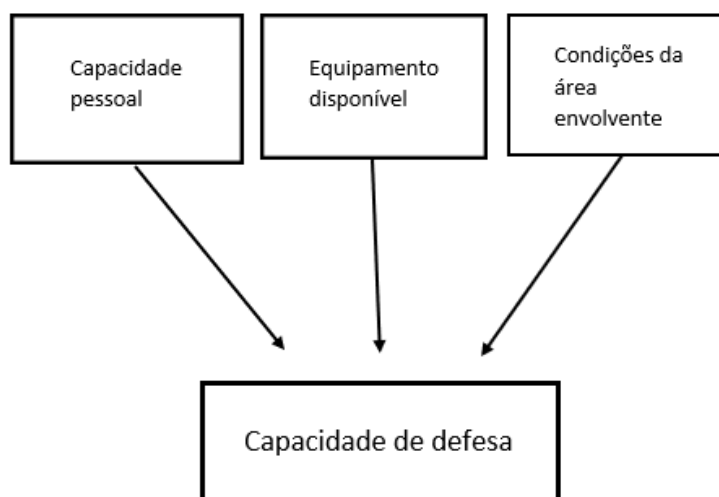 Capacidade
pessoal
Equipamento
disponível
Condições da
área
envolvente
Capacidade de defesa